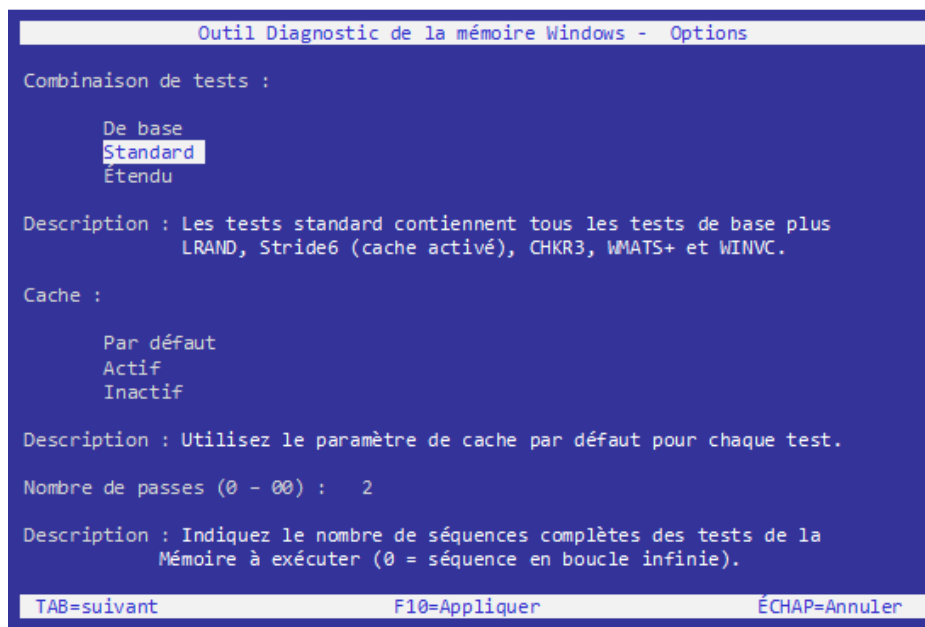 Outil Diagnostic de la mémoire Windows - Options
Combinaison de tests :
De base
Standard
Étendu
Description : Les tests standard contiennent tous les tests de base plus
LRAND, Stride6 (cache activé), CHKR3, WMATS+ et WINVC.
Cache :
Par défaut
Actif
Inactif
Description : Utilisez le paramètre de cache par défaut pour chaque test.
Nombre de passes (0 – 00) : 2
Description : Indiquez le nombre de séquences complètes des tests de la
Mémoire à exécuter (0 = séquence en boucle infinie).
TAB=suivant F10=Appliquer ÉCHAP=Annuler